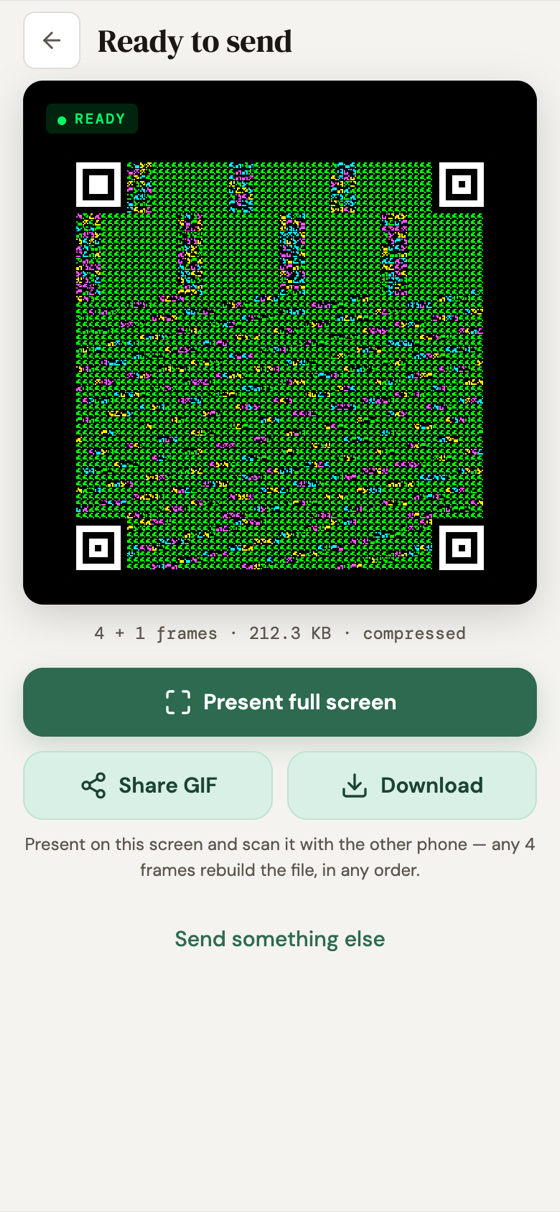 Ready to send
READY
4 + 1 frames · 212.3 KB · compressed
Present full screen
Share GIF
Download
Present on this screen and scan it with the other phone — any 4
frames rebuild the file, in any order.
Send something else